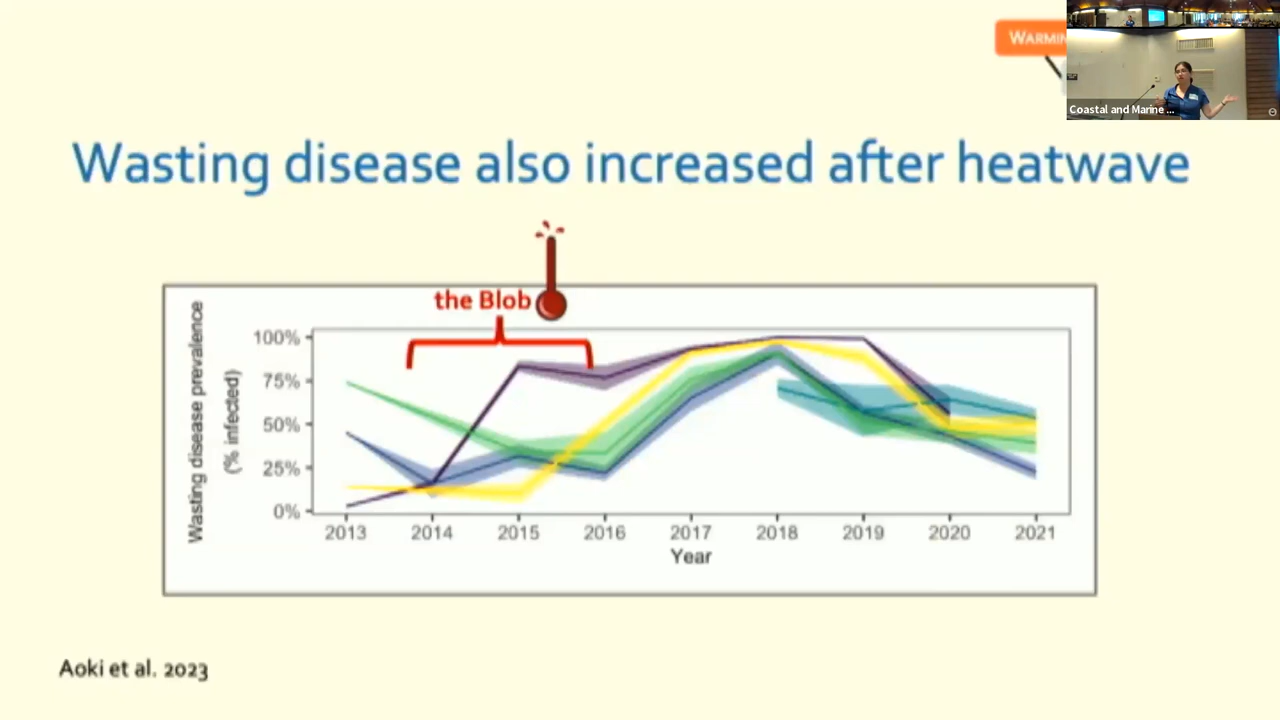 WARMIN
Coastal and Marine ...
Wasting disease also increased after heatwave
the Blob
Wasting disease prevalence
(% infected)
100%
75%
50%
25%
0%
2013 2014 2015 2016 2017 2018 2019 2020 2021
Year
Aoki et al. 2023